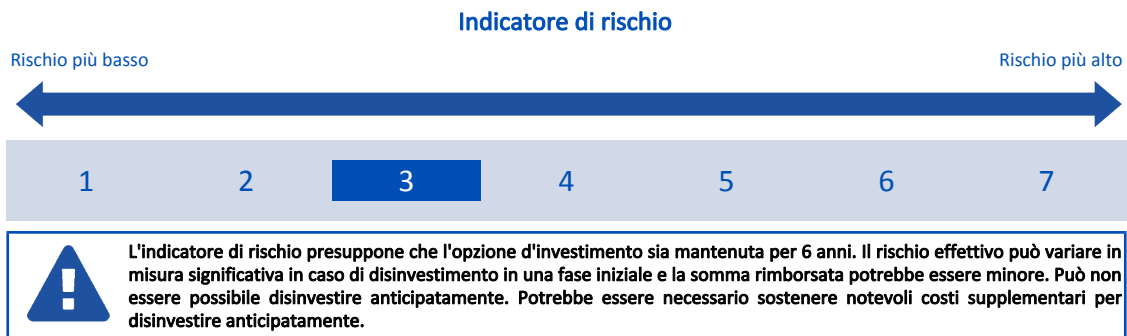 Indicatore di rischio
Rischio più basso
Rischio più alto
1 2 3 4 5 6 7
L'indicatore di rischio presuppone che l'opzione d'investimento sia mantenuta per 6 anni. Il rischio effettivo può variare in
misura significativa in caso di disinvestimento in una fase iniziale e la somma rimborsata potrebbe essere minore. Può non
essere possibile disinvestire anticipatamente. Potrebbe essere necessario sostenere notevoli costi supplementari per
disinvestire anticipatamente.